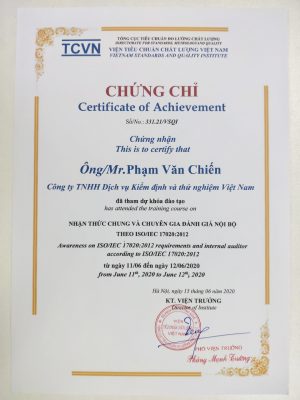 TCVN
TỔNG CỤC TIÊU CHUẨN ĐO LƯỜNG CHẤT LƯỢNG
DIRECTORATE FOR STANDARDS, METROLOGY AND QUALITY
VIỆN TIÊU CHUẨN CHẤT LƯỢNG VIỆT NAM
VIETNAM STANDARDS AND QUALITY INSTITUTE
CHỨNG CHỈ
Certificate of Achievement
Số/No.: 331.21/VSQI
Chứng nhận
This is to certify that
Ông/Mr.Phạm Văn Chiến
Công ty TNHH Dịch vụ Kiểm định và thử nghiệm Việt Nam
đã tham dự khóa đào tạo
has attended the training course on
NHẬN THỨC CHUNG VÀ CHUYÊN GIA ĐÁNH GIÁ NỘI BỘ
THEO ISO/IEC 17020:2012
Awareness on ISO/IEC 17020:2012 requirements and internal auditor
according to ISO/IEC 17020:2012
từ ngày 11/06 đến ngày 12/06/2020
from June 11th, 2020 to June 12th, 2020
Hà Nội, ngày 15 tháng 06 năm 2020
KT. VIỆN TRƯỞNG
Director of Institute
PHÓ VIỆN TRƯỞNG
Phùng Mạnh Trường